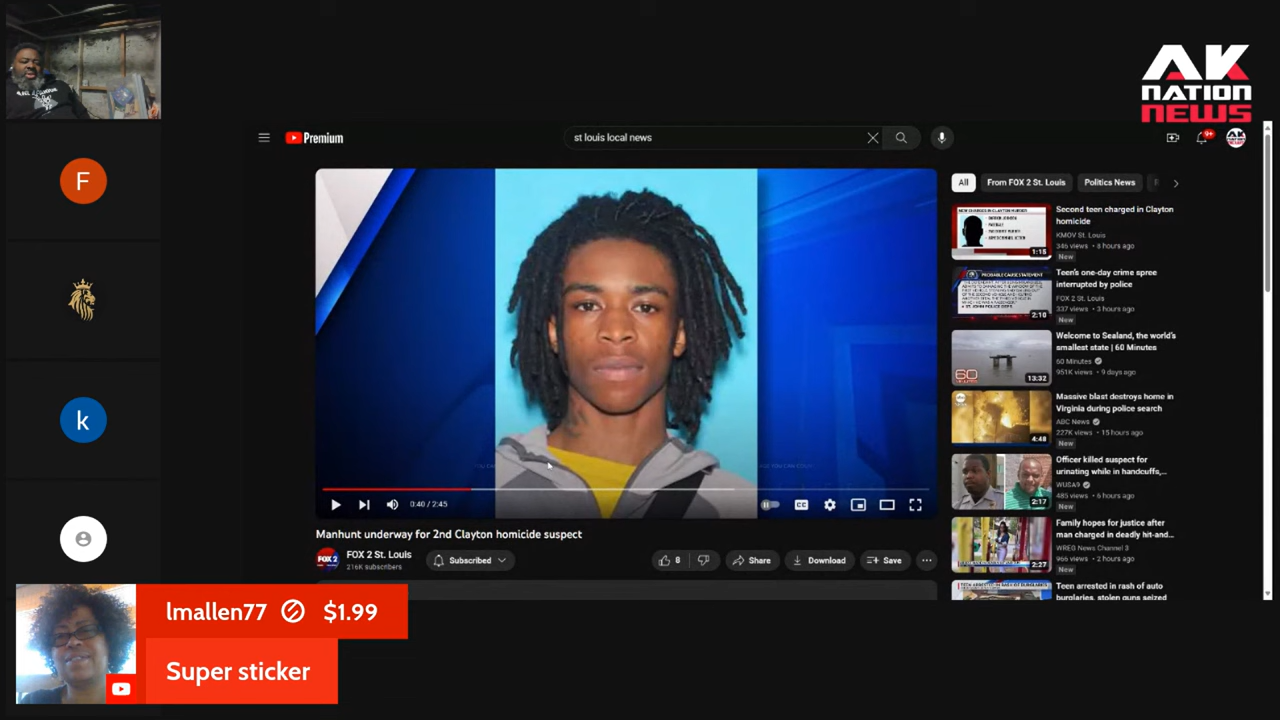 AK
NATION
NEWS
Premium
st louis local news
9+
All
From FOX 2 St. Louis
Politics News
Second teen charged in Clayton
homicide
KMOV St. Louis
346 views • 8 hours ago
New
1:15
PROBABLE CAUSE STATEMENT
Teen's one-day crime spree
interrupted by police
FOX 2 St. Louis
337 views • 3 hours ago
New
2:10
Welcome to Sealand, the world's
smallest state | 60 Minutes
60 Minutes
951K views • 9 days ago
60
13:32
Massive blast destroys home in
Virginia during police search
ABC News
227K views • 15 hours ago
New
4:48
Officer killed suspect for
urinating while in handcuffs,...
WUSA9
485 views • 6 hours ago
New
2:17
Family hopes for justice after
man charged in deadly hit-and...
WREG News Channel 3
966 views • 2 hours ago
New
2:27
Teen arrested in rash of auto
burglaries, stolen guns seized
0:40 / 2:45
CC
Manhunt underway for 2nd Clayton homicide suspect
FOX 2
FOX 2 St. Louis
216K subscribers
Subscribed
8
Share
Download
Save
F
k
lmallen77
$1.99
Super sticker